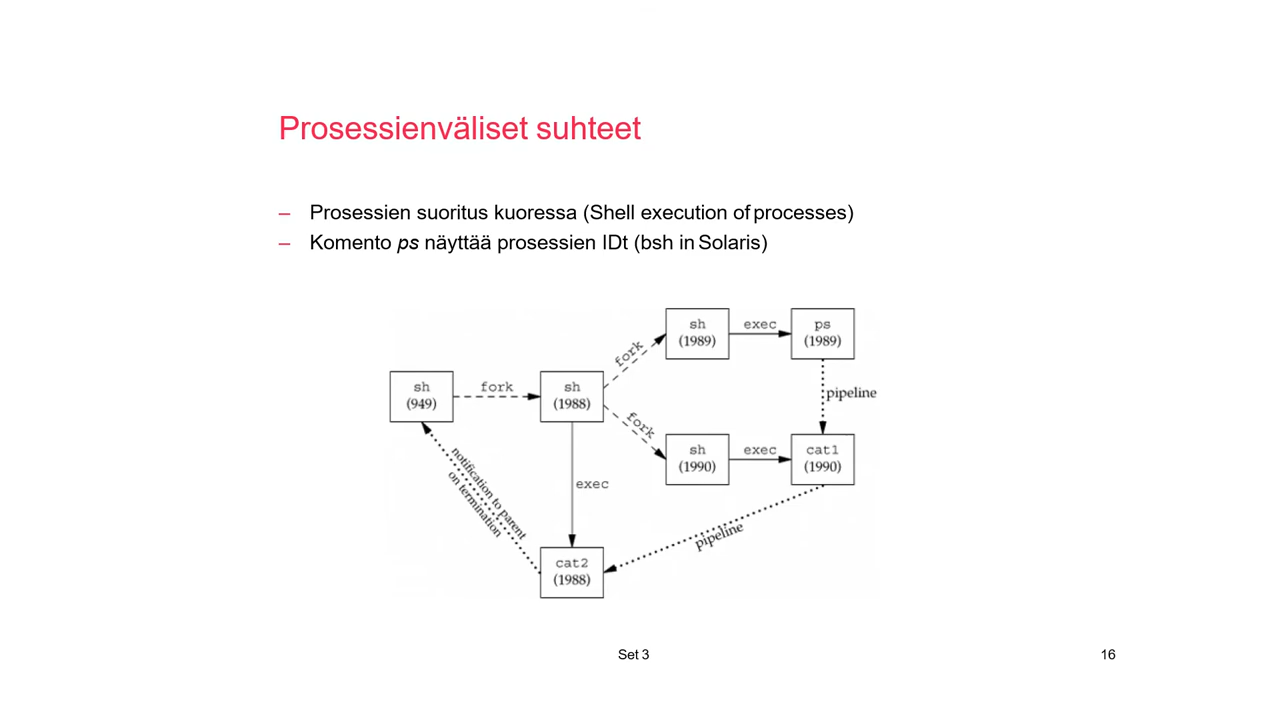 Prosessienväliset suhteet
– Prosessien suoritus kuoressa (Shell execution of processes)
– Komento ps näyttää prosessien IDt (bsh in Solaris)
sh
(1989)
exec
ps
(1989)
fork
pipeline
sh
(949)
fork
sh
(1988)
fork
sh
(1990)
exec
cat1
(1990)
notification to parent
on termination
exec
pipeline
cat2
(1988)
Set 3
16